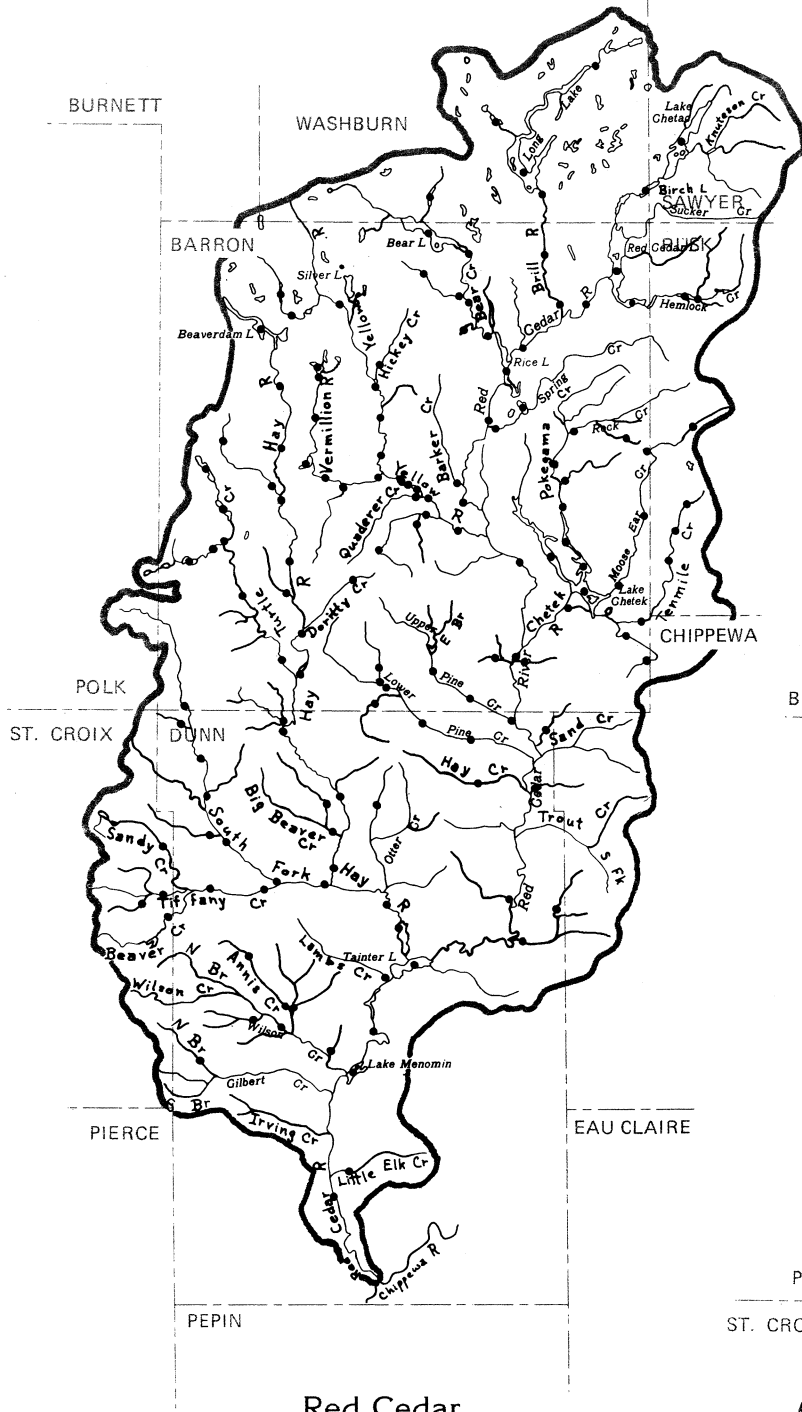 BURNETT
WASHBURN
Lake
Chetac
Knuteson Cr
Long Lake
Birch L
SAWYER
Sucker Cr
BARRON
R
Bear L
Brill R
Red Cedar L
RUSK
Silver L
Bear Cr
Hemlock Cr
Beaverdam L
Yellow L
Hickey Cr
Cedar R
Rice L
Cr
Hay R
Vermillion R
Barker Cr
Red
Spring Cr
Rock Cr
Pokegama
Cr
Yellow
Quaderer Cr
R
Moose Ear Cr
Turtle
R
Dority Cr
Upper
Br
Chetek R
Lake
Chetek
Tenmile Cr
CHIPPEWA
River
POLK
Lower
Pine Cr
Hay
ST. CROIX
DUNN
Pine Cr
Sand Cr
Hay Cr
Cedar
Big Beaver
Cr
Trout Cr
Sandy
Cr
South
Fork
Hay
R
Otter Cr
S Fk
Tiffany Cr
Red
Beaver
Cr
N
Br
Annis Cr
Lambs Cr
Tainter L
Wilson Cr
N Br
Wilson
Cr
Lake Menomin
Gilbert Cr
S Br
PIERCE
Irving Cr
EAU CLAIRE
R
Little Elk Cr
Cedar
Red
Chippewa R
PEPIN
ST. CRO
Red Cedar